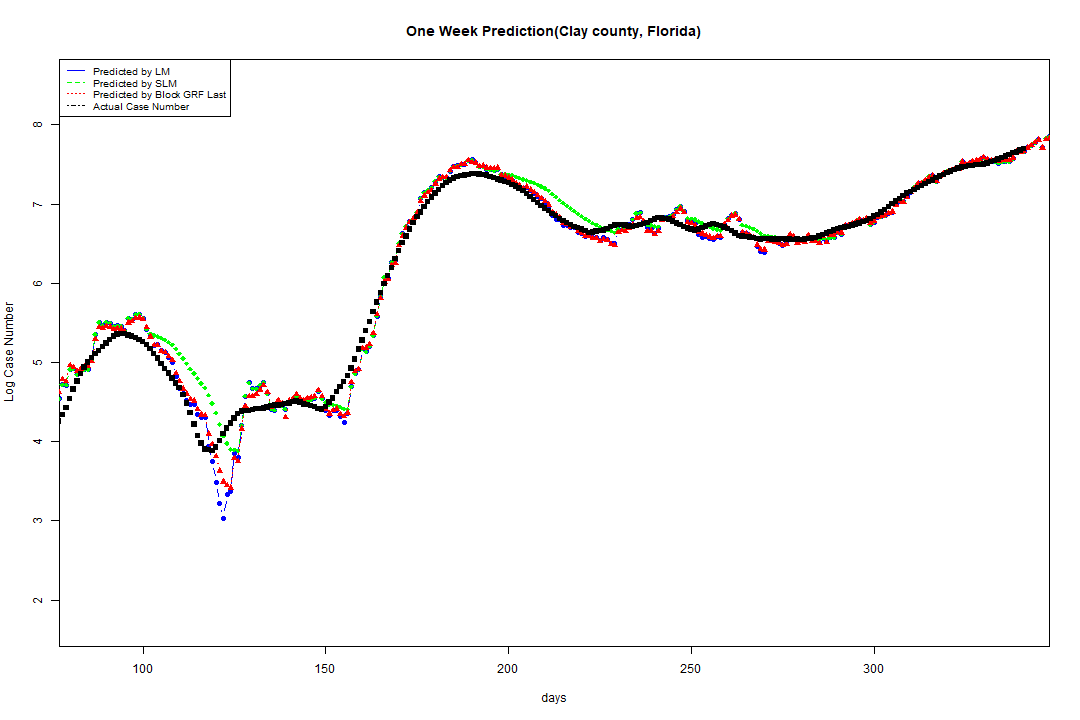 One Week Prediction(Clay county, Florida)
Predicted by LM
Predicted by SLM
Predicted by Block GRF Last
Actual Case Number
Log Case Number
8
7
6
5
4
3
2
100 150 200 250 300
days